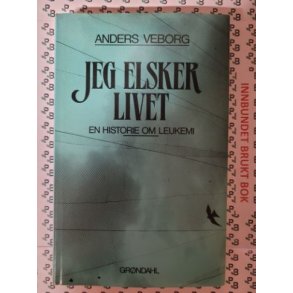 ANDERS VEBORG
JEG ELSKER
LIVET
EN HISTORIE OM LEUKEMI
GRØNDAHL
INNBUNDET BRUKT BOK